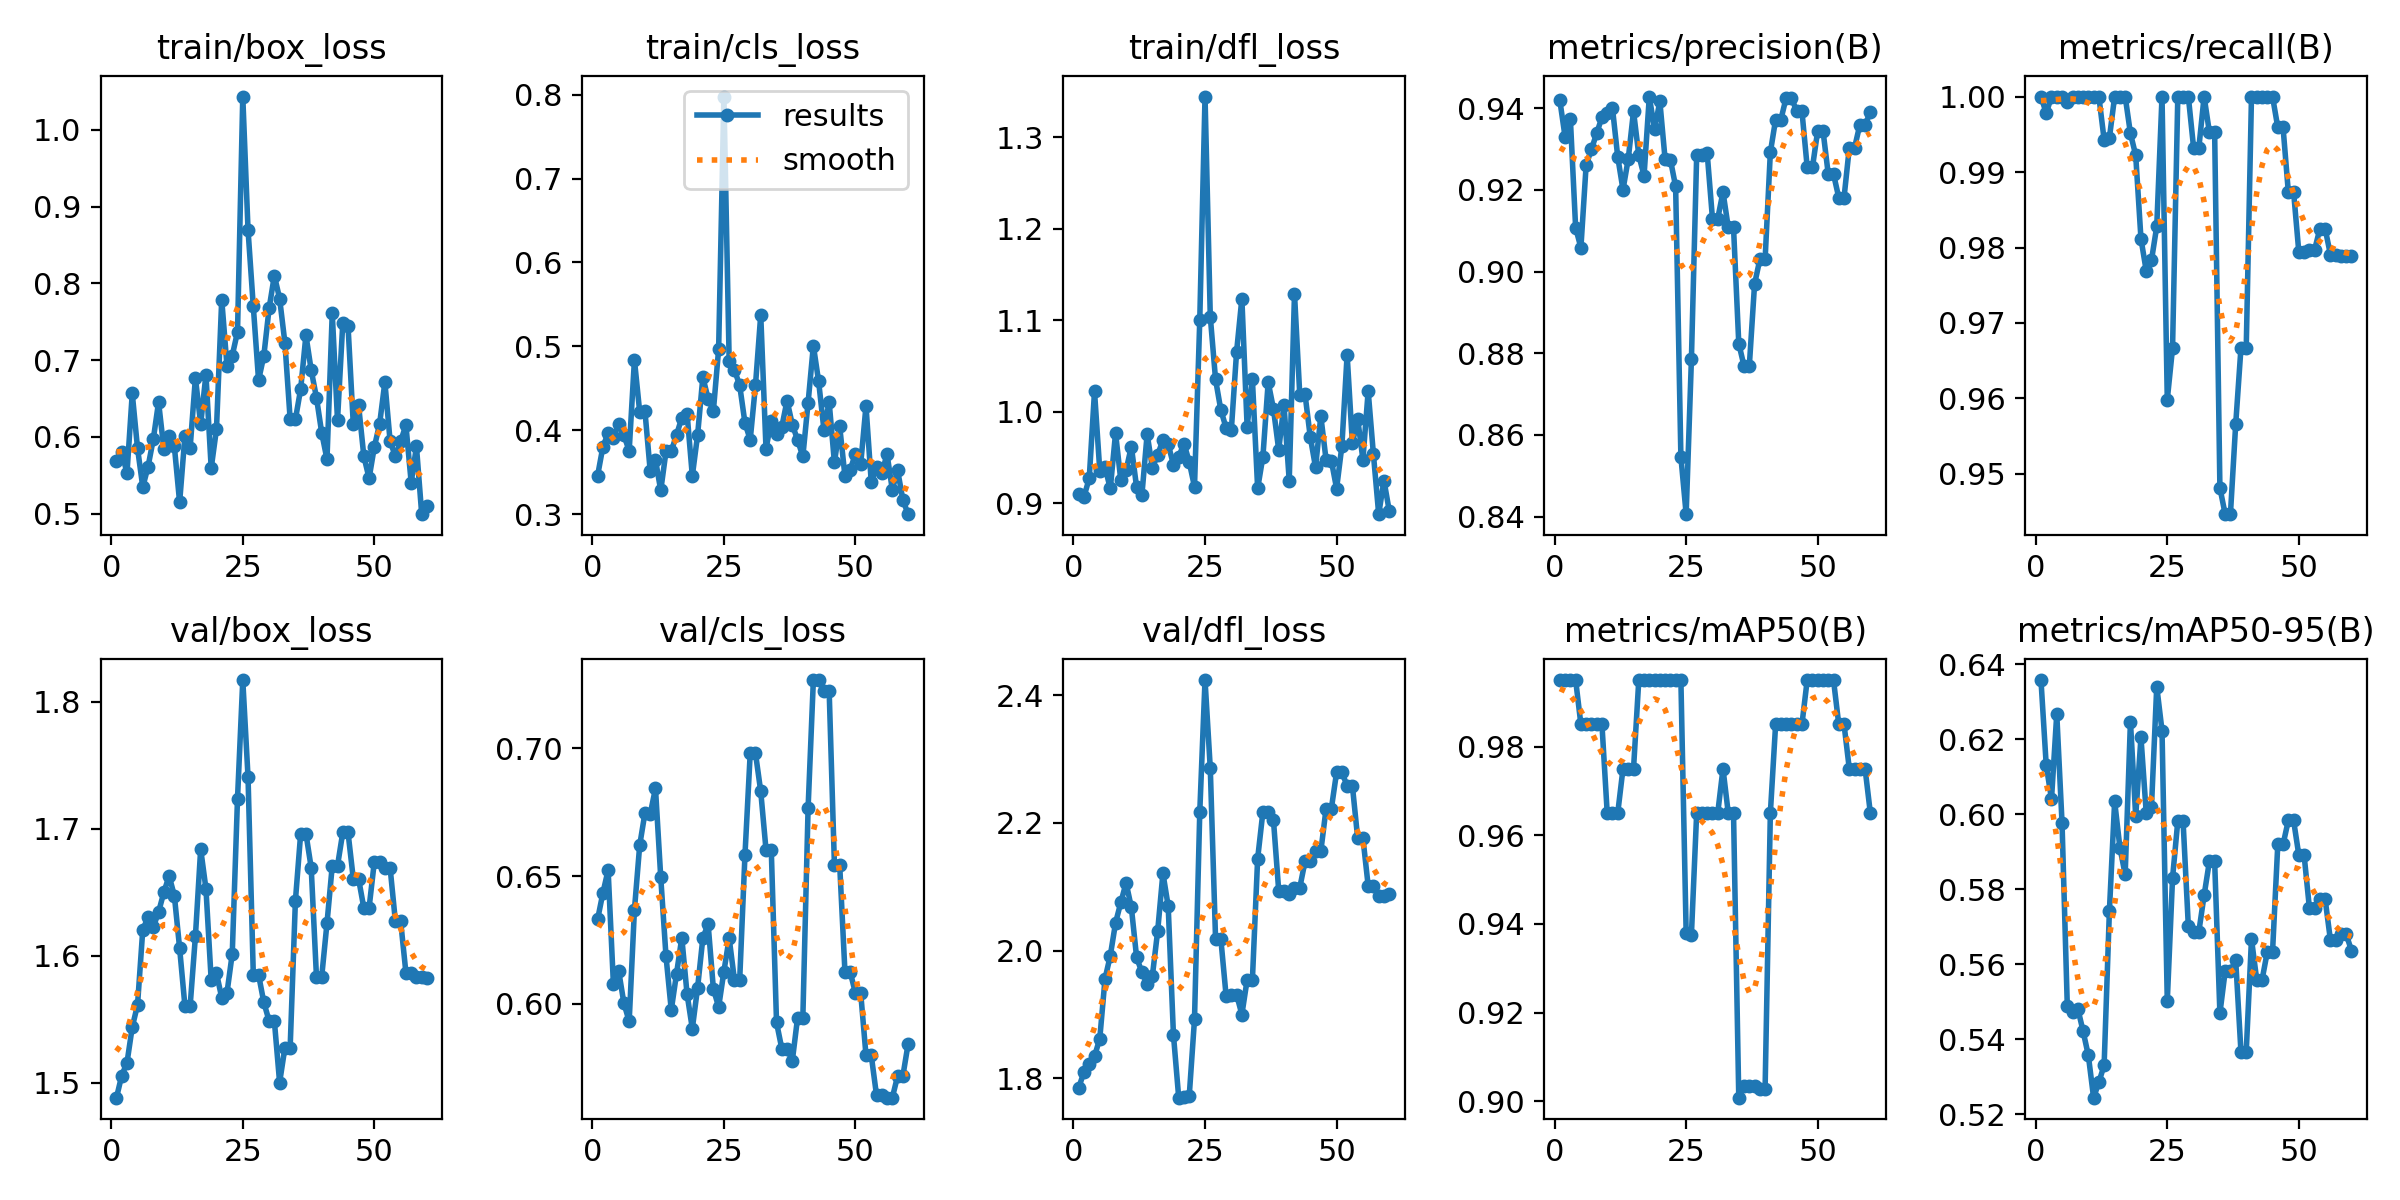 train/box_loss
1.0
0.9
0.8
0.7
0.6
0.5
0 25 50
train/cls_loss
results
smooth
0.8
0.7
0.6
0.5
0.4
0.3
0 25 50
train/dfl_loss
1.3
1.2
1.1
1.0
0.9
0 25 50
metrics/precision(B)
0.94
0.92
0.90
0.88
0.86
0.84
0 25 50
metrics/recall(B)
1.00
0.99
0.98
0.97
0.96
0.95
0 25 50
val/box_loss
1.8
1.7
1.6
1.5
0 25 50
val/cls_loss
0.70
0.65
0.60
0 25 50
val/dfl_loss
2.4
2.2
2.0
1.8
0 25 50
metrics/mAP50(B)
0.98
0.96
0.94
0.92
0.90
0 25 50
metrics/mAP50-95(B)
0.64
0.62
0.60
0.58
0.56
0.54
0.52
0 25 50